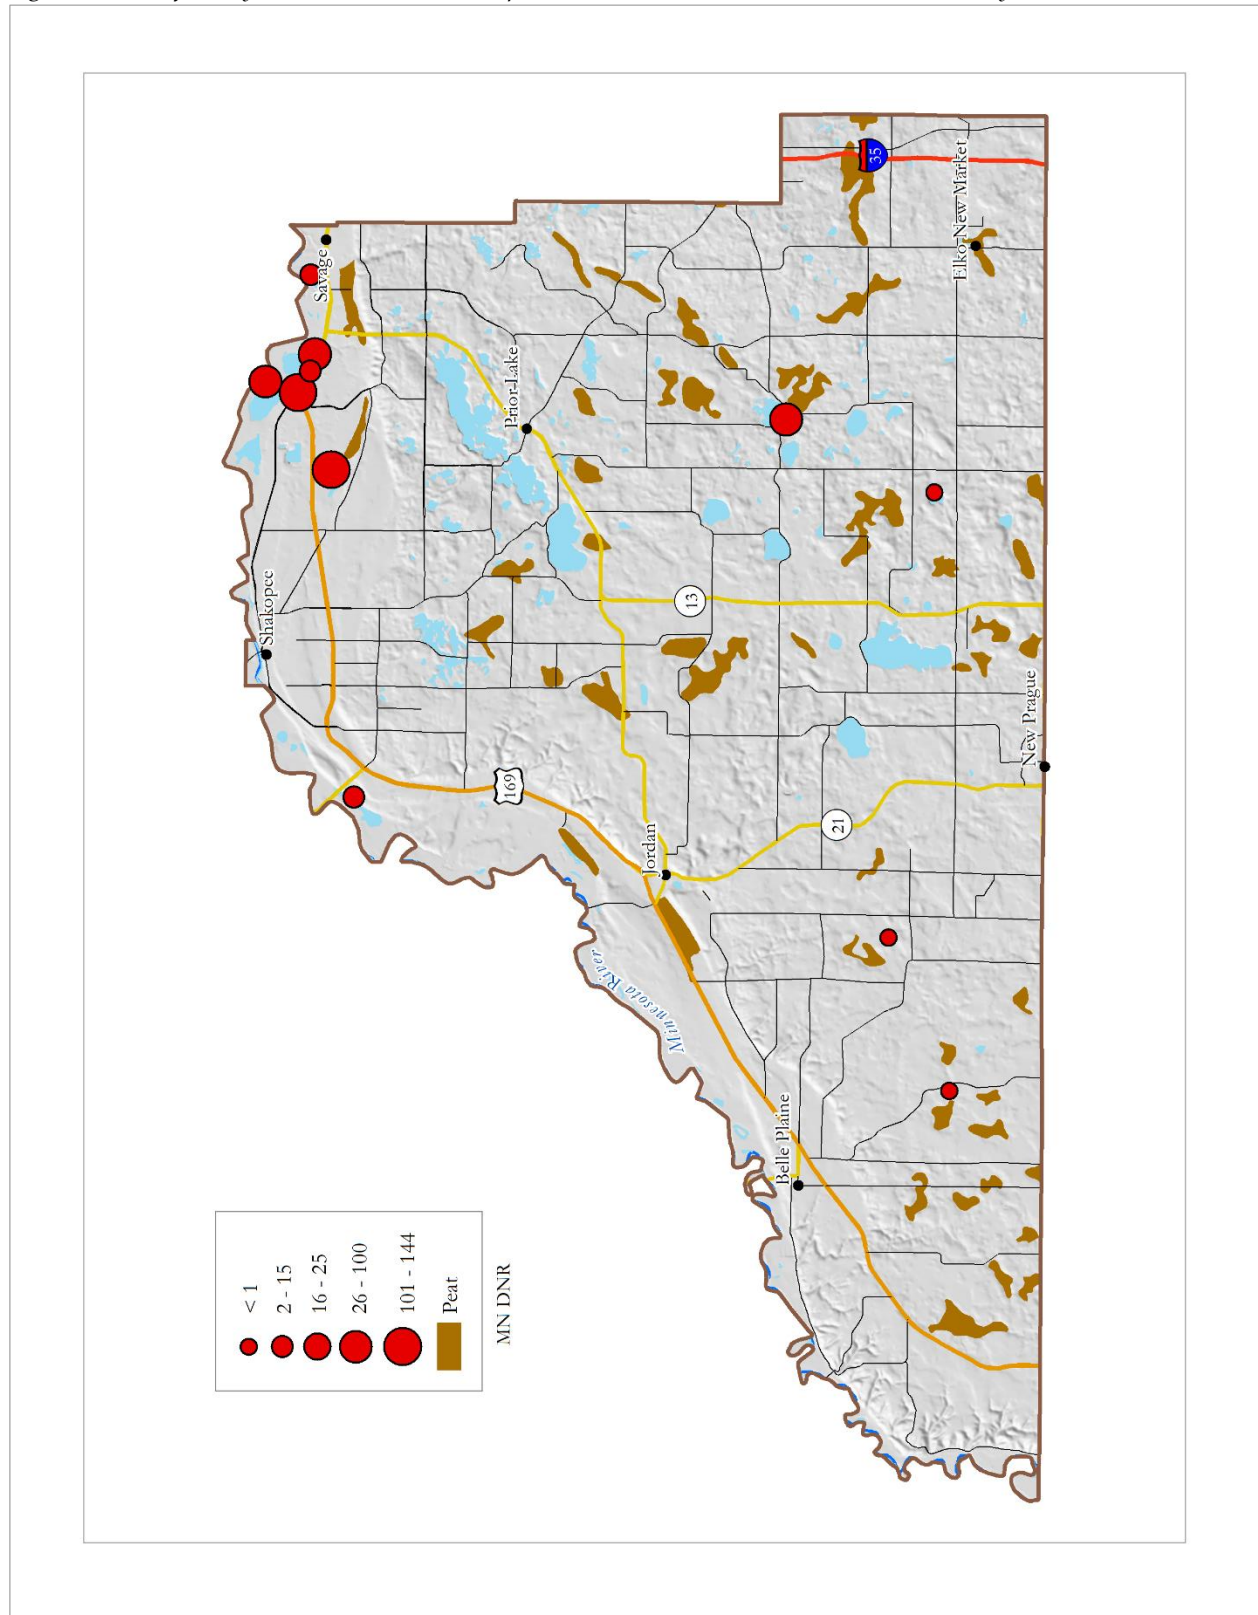 35
Elko-New Market
Savage
Prior Lake
Shakopee
13
New Prague
169
21
Jordan
Minnesota River
Belle Plaine
< 1
2 - 15
16 - 25
26 - 100
101 - 144
Peat
MN DNR